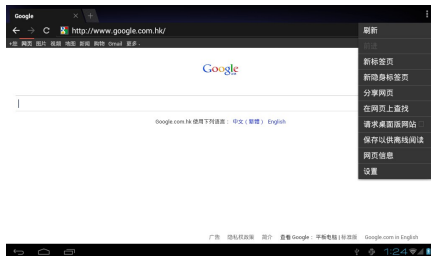 Google
http://www.google.com.hk/
+您 网页 图片 视频 地图 新闻 购物 Gmail 更多
刷新
前进
新标签页
新隐身标签页
分享网页
在网页上查找
请求桌面版网站
保存以供离线阅读
网页信息
设置
Google
Google.com.hk 使用下列语言： 中文（繁體） English
广告 隐私权政策 简介 查看 Google： 平板电脑 | 标准版 Google.com in English
1:24